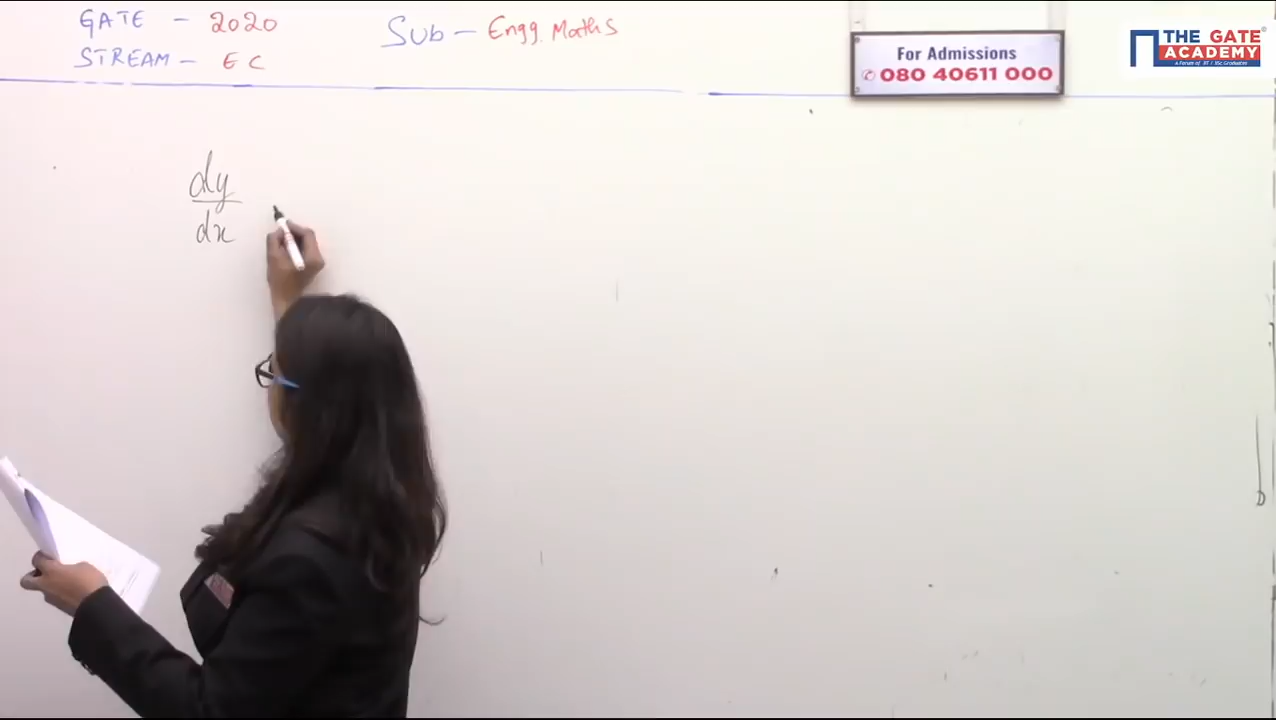 GATE - 2020
STREAM - EC
Sub - Engg. Maths
For Admissions
080 40611 000
THE GATE
ACADEMY
dy
dx